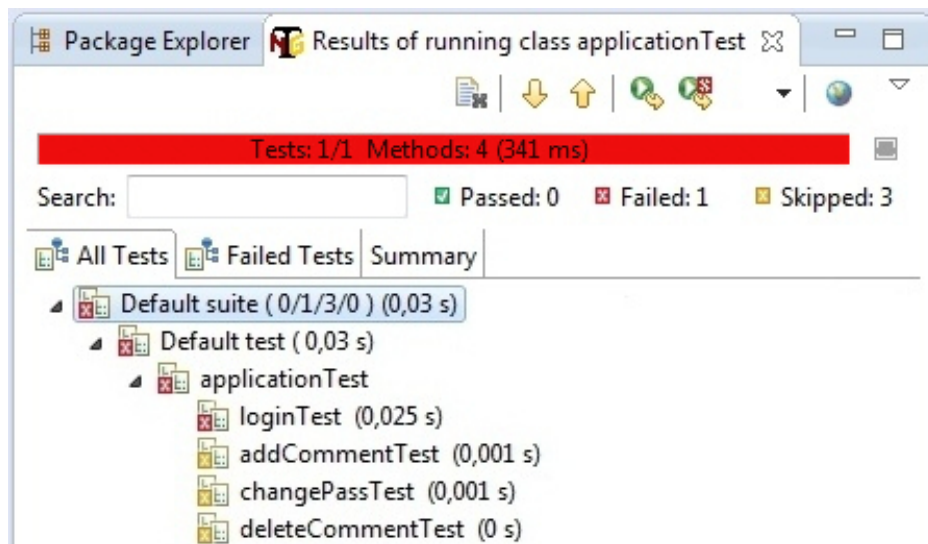 Package Explorer Results of running class applicationTest
Tests: 1/1 Methods: 4 (341 ms)
Search: Passed: 0 Failed: 1 Skipped: 3
All Tests Failed Tests Summary
Default suite ( 0/1/3/0 ) (0,03 s)
Default test ( 0,03 s)
applicationTest
loginTest (0,025 s)
addCommentTest (0,001 s)
changePassTest (0,001 s)
deleteCommentTest (0 s)